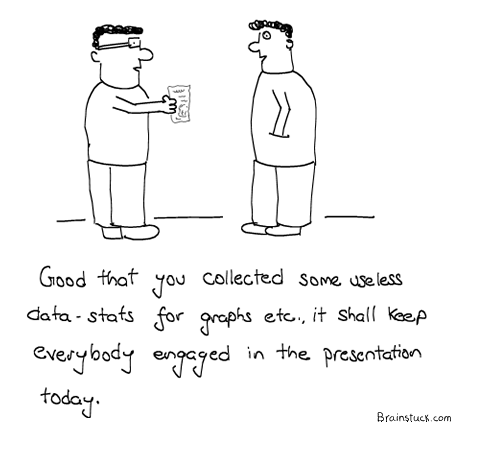 Good that you collected some useless
data-stats for graphs etc., it shall keep
everybody engaged in the presentation
today.
Brainstuck.com